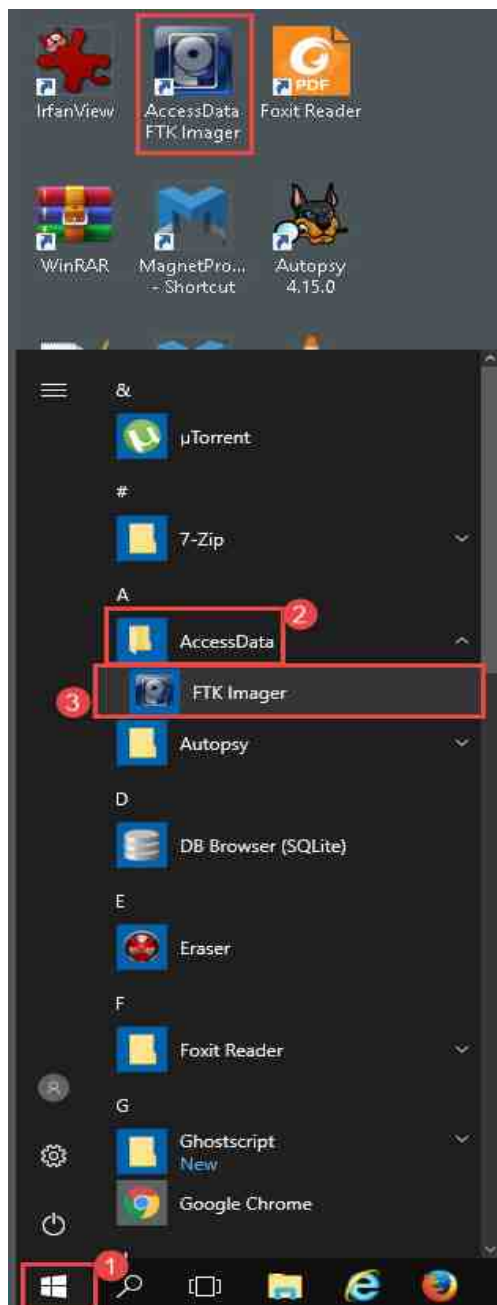 IrfanView
AccessData
FTK Imager
PDF
Foxit Reader
WinRAR
MagnetPro...
- Shortcut
Autopsy
4.15.0
&
µTorrent
#
7-Zip
A
2
AccessData
3
FTK Imager
Autopsy
D
DB Browser (SQLite)
E
Eraser
F
Foxit Reader
G
Ghostscript
New
Google Chrome
1